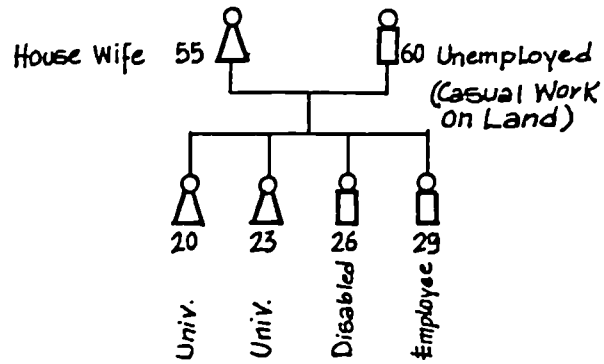 House Wife 55
60 Unemployed
(Casual Work
on Land)
20 23 26 29
Univ. Univ. Disabled Employee